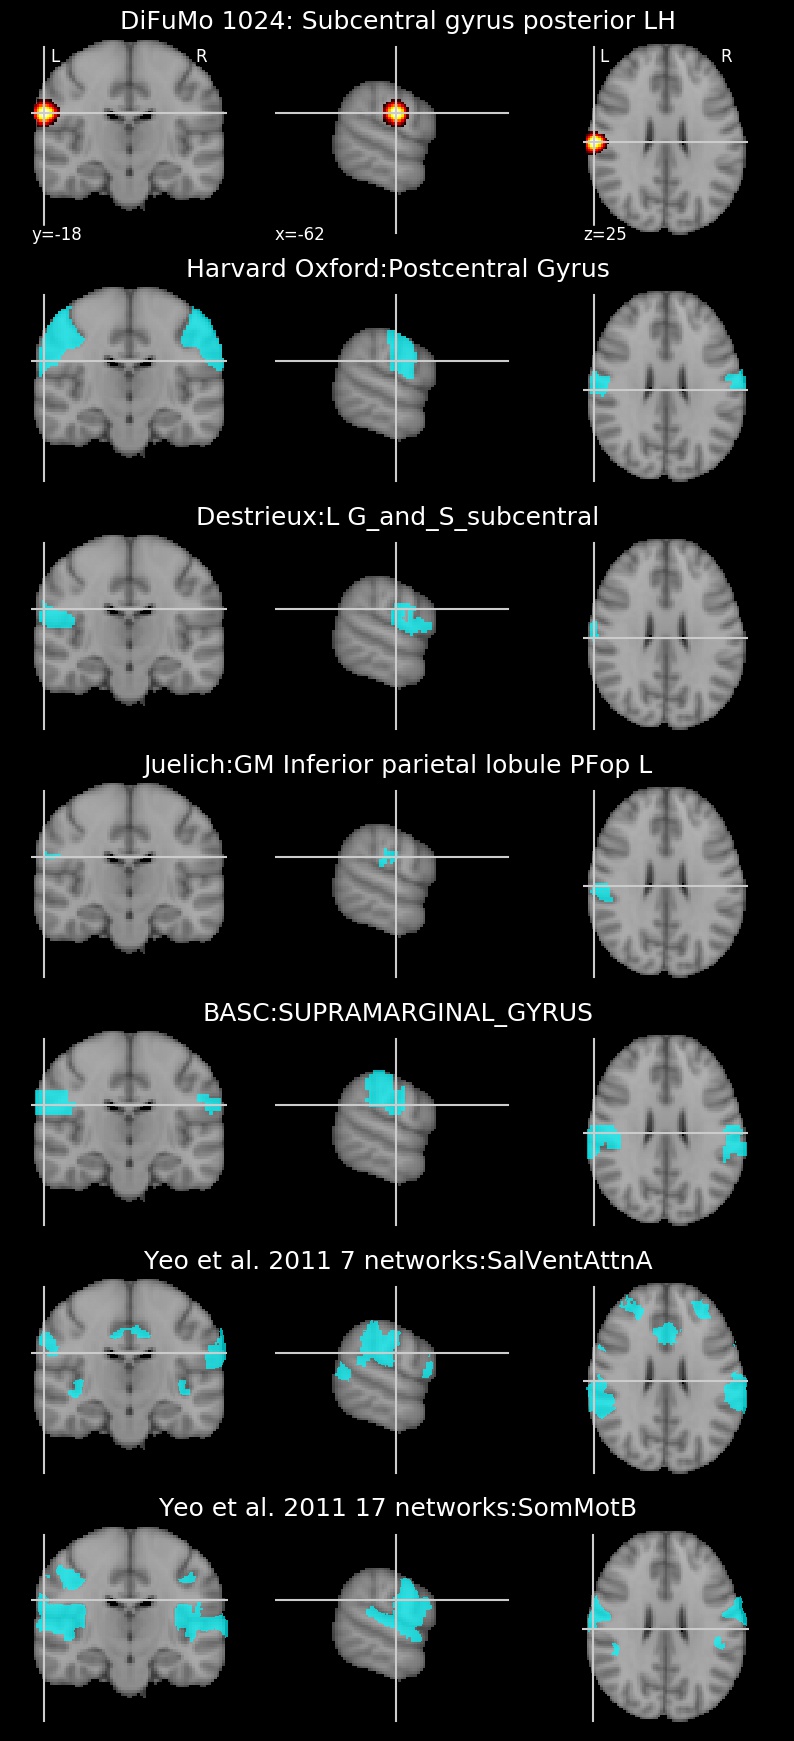 DiFuMo 1024: Subcentral gyrus posterior LH
L R L R
y=-18 x=-62 z=25
Harvard Oxford:Postcentral Gyrus
Destrieux:L G_and_S_subcentral
Juelich:GM Inferior parietal lobule PFop L
BASC:SUPRAMARGINAL_GYRUS
Yeo et al. 2011 7 networks:SalVentAttnA
Yeo et al. 2011 17 networks:SomMotB